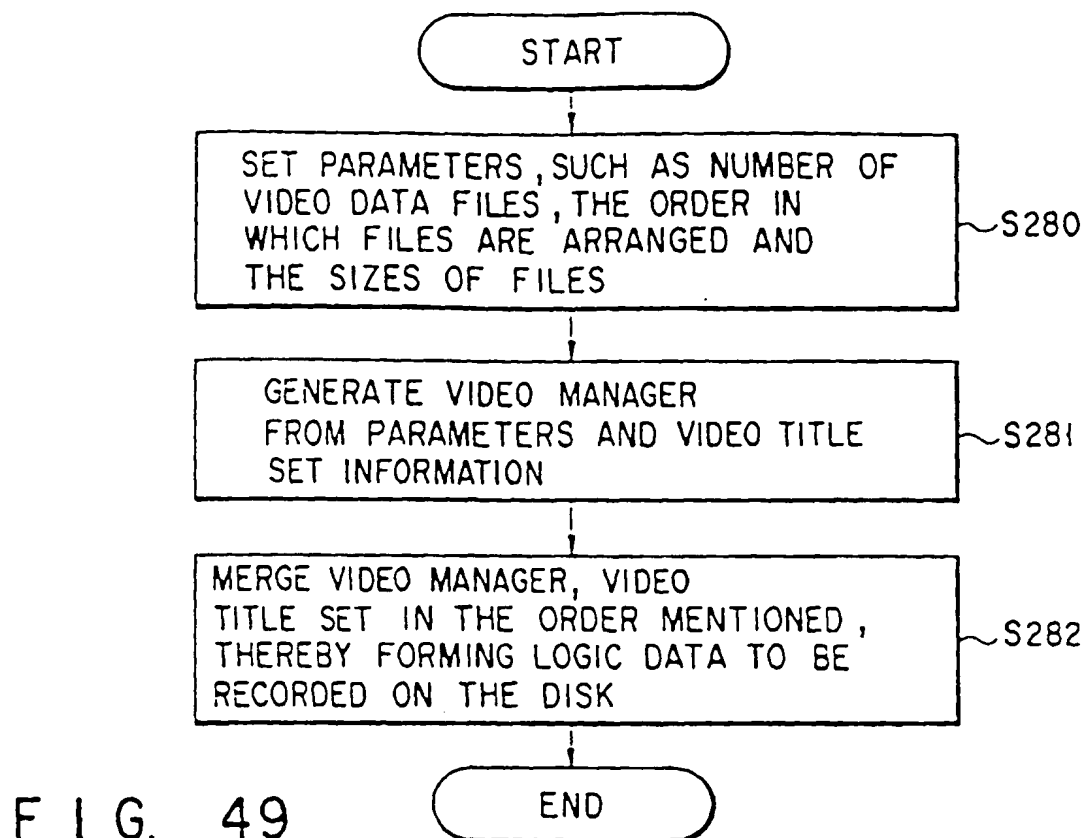 START
SET PARAMETERS, SUCH AS NUMBER OF
VIDEO DATA FILES, THE ORDER IN
WHICH FILES ARE ARRANGED AND
THE SIZES OF FILES
S280
GENERATE VIDEO MANAGER
FROM PARAMETERS AND VIDEO TITLE
SET INFORMATION
S281
MERGE VIDEO MANAGER, VIDEO
TITLE SET IN THE ORDER MENTIONED,
THEREBY FORMING LOGIC DATA TO BE
RECORDED ON THE DISK
S282
END
FIG. 49